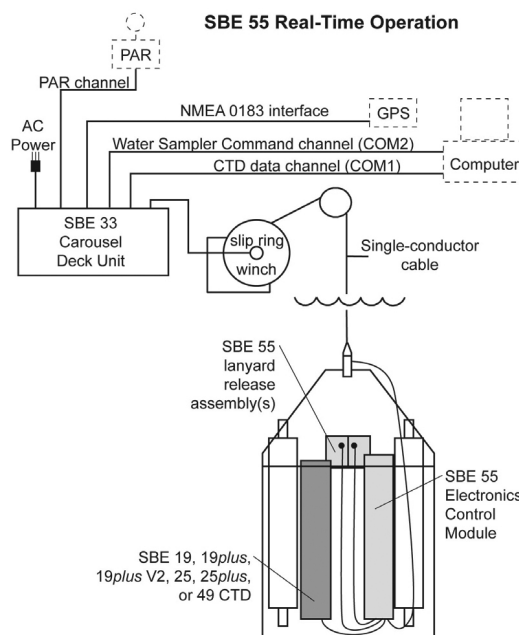 SBE 55 Real-Time Operation
PAR
PAR channel
AC
Power
NMEA 0183 interface
GPS
Water Sampler Command channel (COM2)
Computer
CTD data channel (COM1)
SBE 33
Carousel
Deck Unit
slip ring
winch
Single-conductor
cable
SBE 55
lanyard
release
assembly(s)
SBE 55
Electronics
Control
Module
SBE 19, 19plus,
19plus V2, 25, 25plus,
or 49 CTD